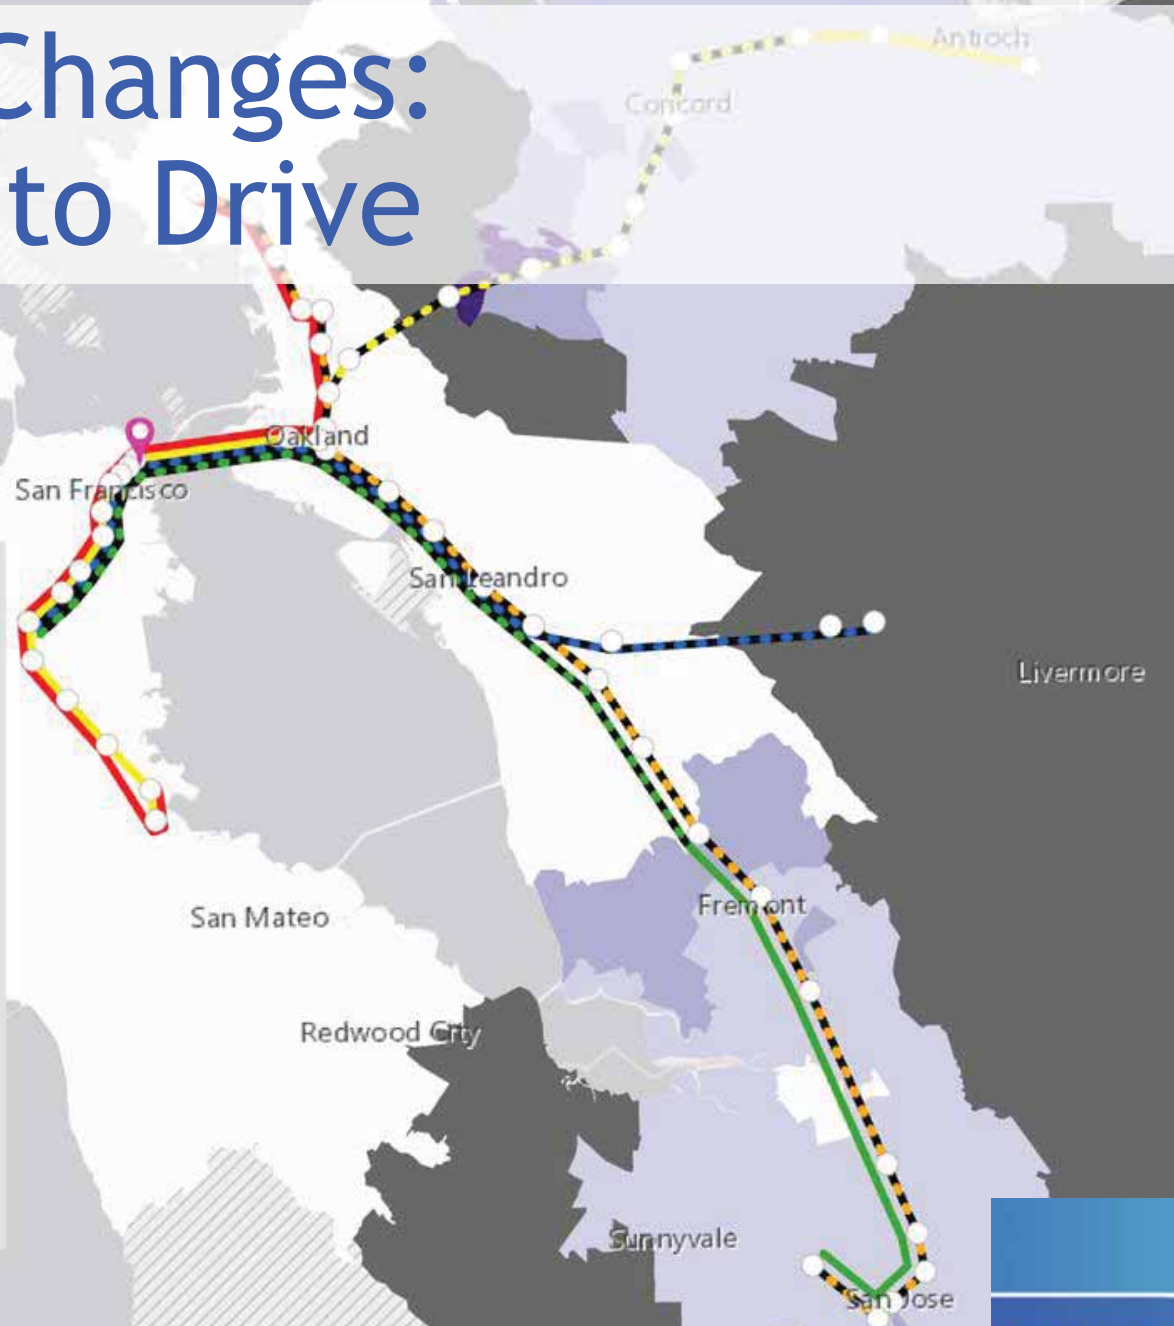 Changes:
to Drive
Antioch
Concord
Oakland
San Francisco
San Leandro
Livermore
Fremont
San Mateo
Redwood City
Sunnyvale
San Jose